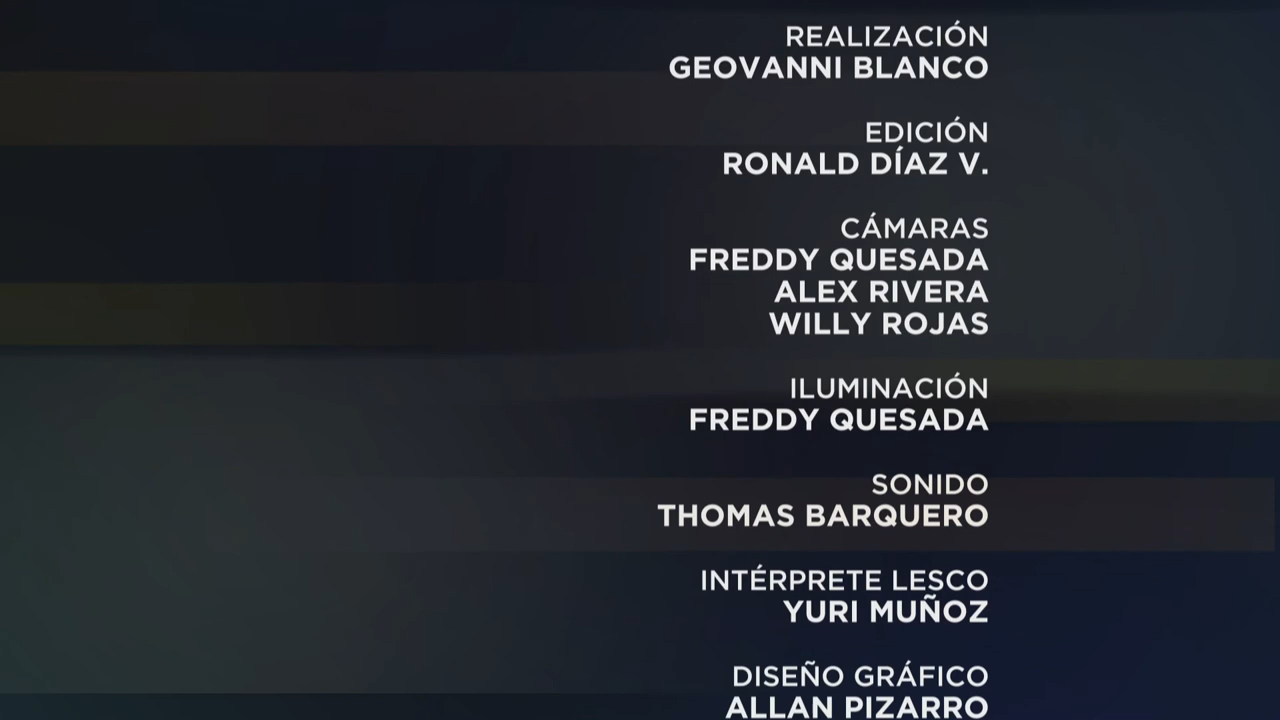 REALIZACIÓN
GEOVANNI BLANCO
EDICIÓN
RONALD DÍAZ V.
CÁMARAS
FREDDY QUESADA
ALEX RIVERA
WILLY ROJAS
ILUMINACIÓN
FREDDY QUESADA
SONIDO
THOMAS BARQUERO
INTÉRPRETE LESCO
YURI MUÑOZ
DISEÑO GRÁFICO
ALLAN PIZARRO